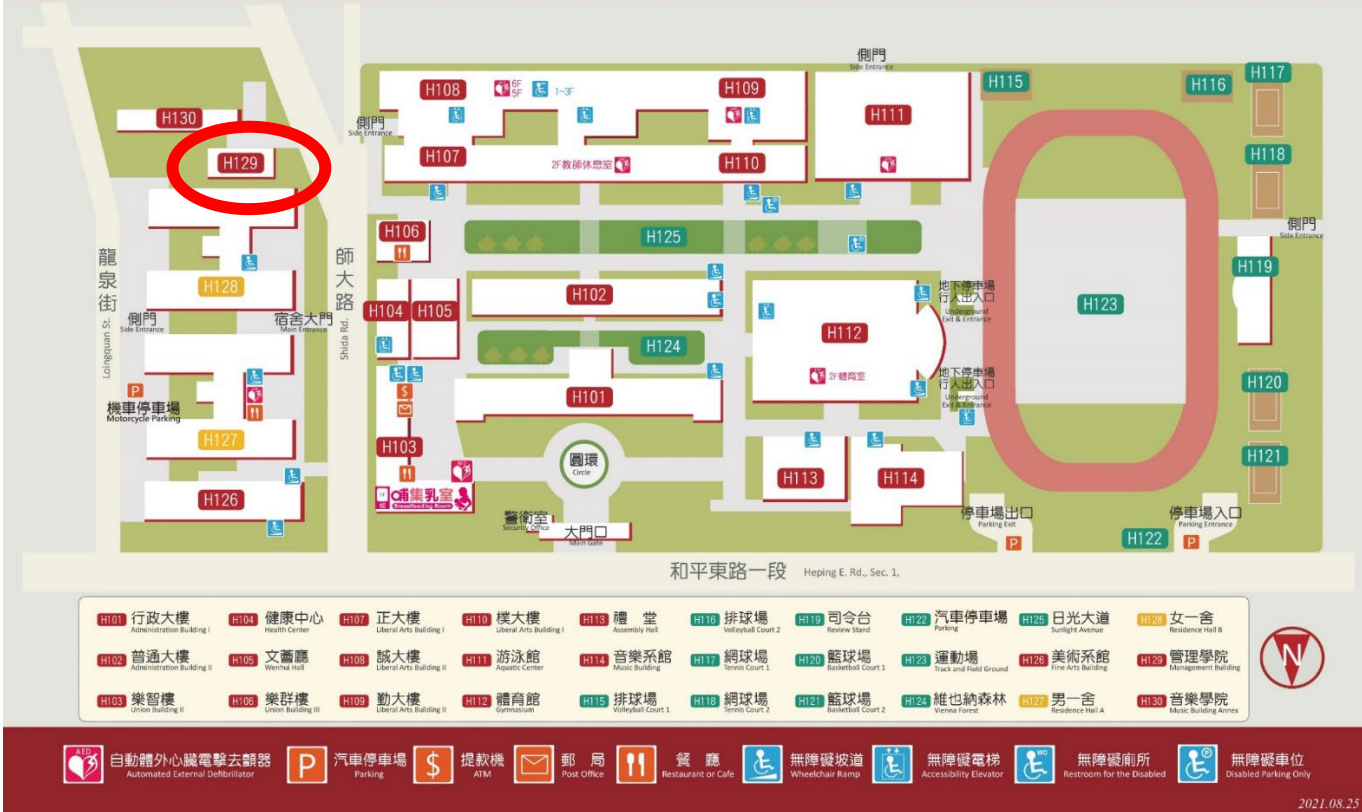 側門
Side Entrance
H117
H115
H116
H108
6F
5F
1~3F
H109
H111
H130
側門
Side Entrance
H129
H107
2F教師休息室
H110
H118
H106
H125
側門
Side Entrance
龍泉街
Loingquan St.
師大路
Shida Rd.
H119
H128
H102
地下停車場
行人出入口
Underground
Exit & Entrance
H123
側門
Side Entrance
宿舍大門
Main Entrance
H104
H105
H112
H124
2F體育室
地下停車場
行人出入口
Underground
Exit & Entrance
H120
P
機車停車場
Motorcycle Parking
$
H101
H127
H103
圓環
Circle
H113
H114
H121
AED
哺集乳室
Breastfeeding Room
H126
警衛室
Security Office
大門口
Main Gate
停車場出口
Parking Exit
P
H122
停車場入口
Parking Entrance
P
和平東路一段 Heping E. Rd., Sec. 1,
H101 行政大樓 H104 健康中心 H107 正大樓 H110 樸大樓 H113 禮 堂 H116 排球場 H119 司令台 H122 汽車停車場 H125 日光大道 H128 女一舍
Administration Building I Health Center Liberal Arts Building I Liberal Arts Building I Assembly Hall Volleyball Court 2 Review Stand Parking Sunlight Avenue Residence Hall B
H102 普通大樓 H105 文薈廳 H108 誠大樓 H111 游泳館 H114 音樂系館 H117 網球場 H120 籃球場 H123 運動場 H126 美術系館 H129 管理學院
Administration Building II Wenhui Hall Liberal Arts Building II Aquatic Center Music Building Tennis Court 1 Basketball Court 1 Track and Field Ground Fine Arts Building Management Building
H103 樂智樓 H106 樂群樓 H109 勤大樓 H112 體育館 H115 排球場 H118 網球場 H121 籃球場 H124 維也納森林 H127 男一舍 H130 音樂學院
Union Building II Union Building III Liberal Arts Building II Gymnasium Volleyball Court 1 Tennis Court 2 Basketball Court 2 Vienna Forest Residence Hall A Music Building Annex
N
AED 自動體外心臟電擊去顫器 P 汽車停車場 $ 提款機 郵 局 餐 廳 無障礙坡道 無障礙電梯 WC 無障礙廁所 P 無障礙車位
Automated External Defibrillator Parking ATM Post Office Restaurant or Cafe Wheelchair Ramp Accessibility Elevator Restroom for the Disabled Disabled Parking Only
2021.08.25